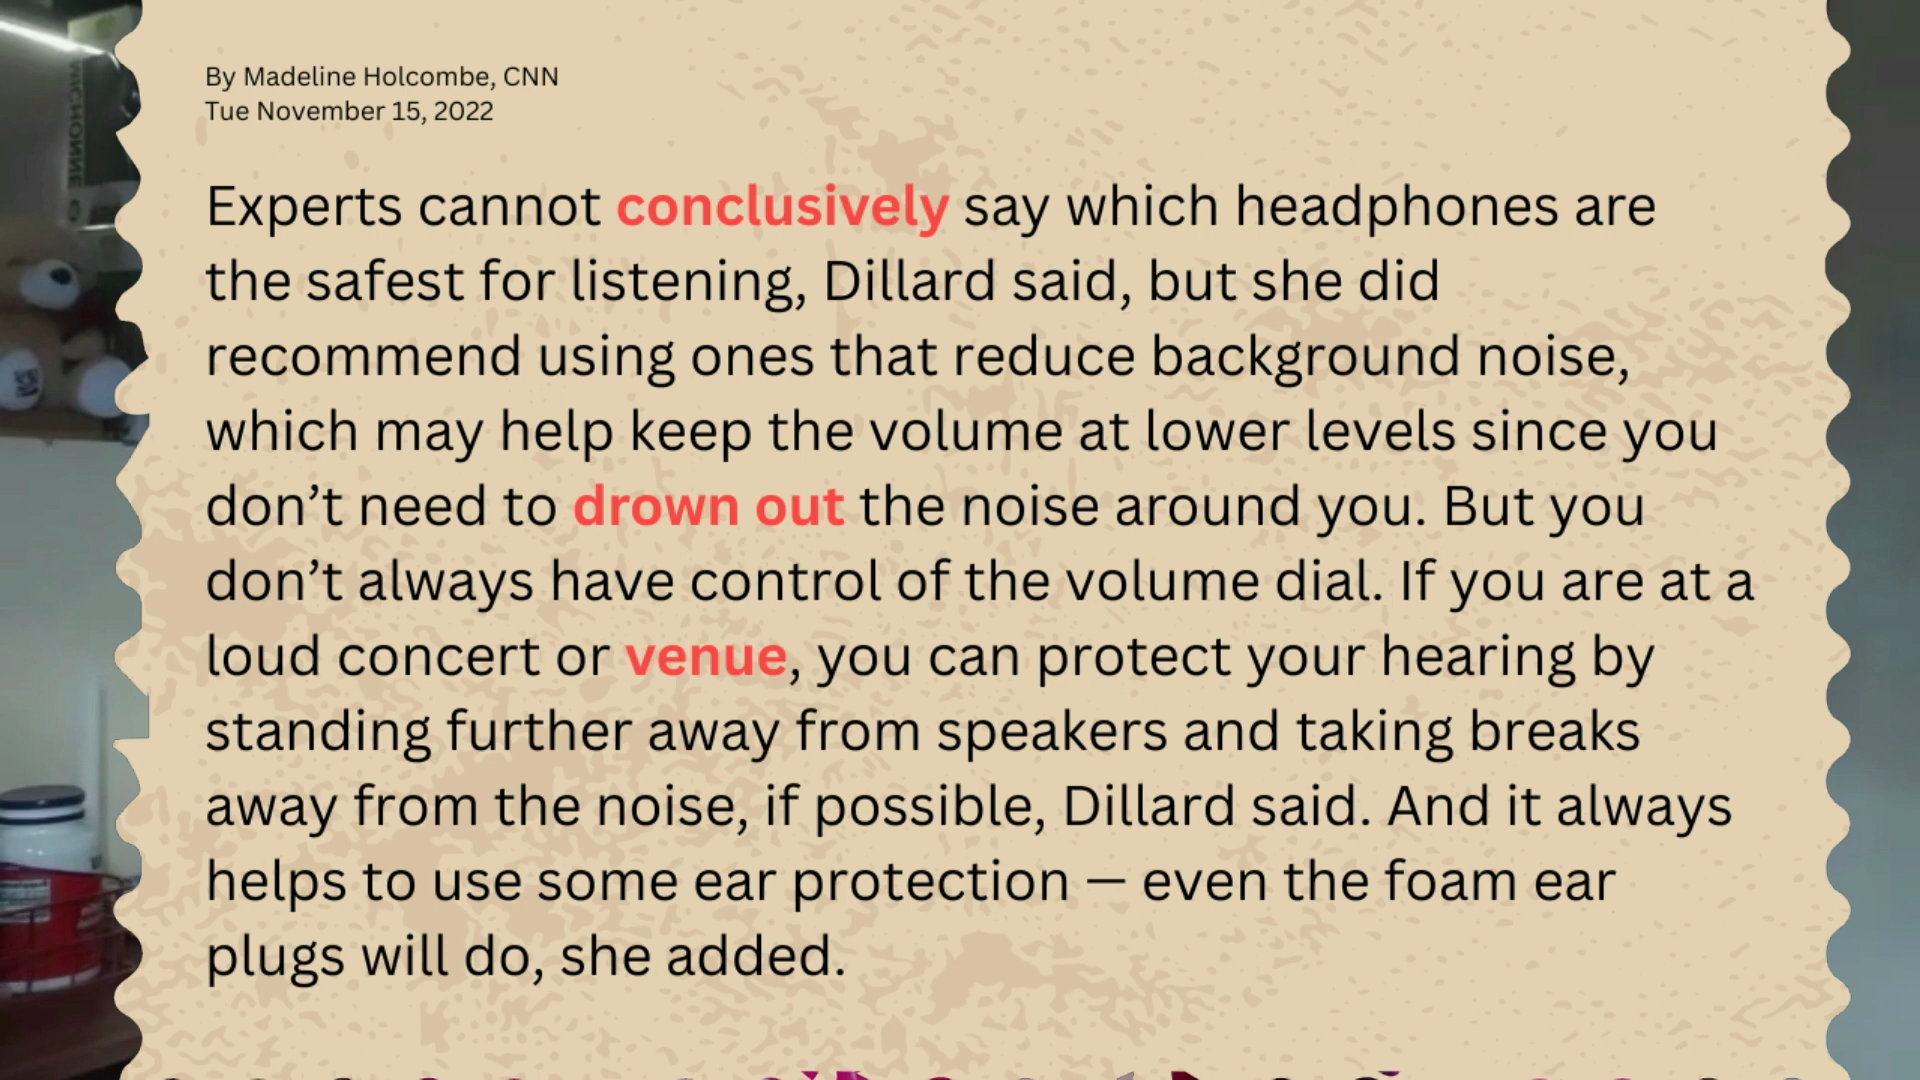 By Madeline Holcombe, CNN
Tue November 15, 2022
Experts cannot conclusively say which headphones are
the safest for listening, Dillard said, but she did
recommend using ones that reduce background noise,
which may help keep the volume at lower levels since you
don’t need to drown out the noise around you. But you
don’t always have control of the volume dial. If you are at a
loud concert or venue, you can protect your hearing by
standing further away from speakers and taking breaks
away from the noise, if possible, Dillard said. And it always
helps to use some ear protection — even the foam ear
plugs will do, she added.